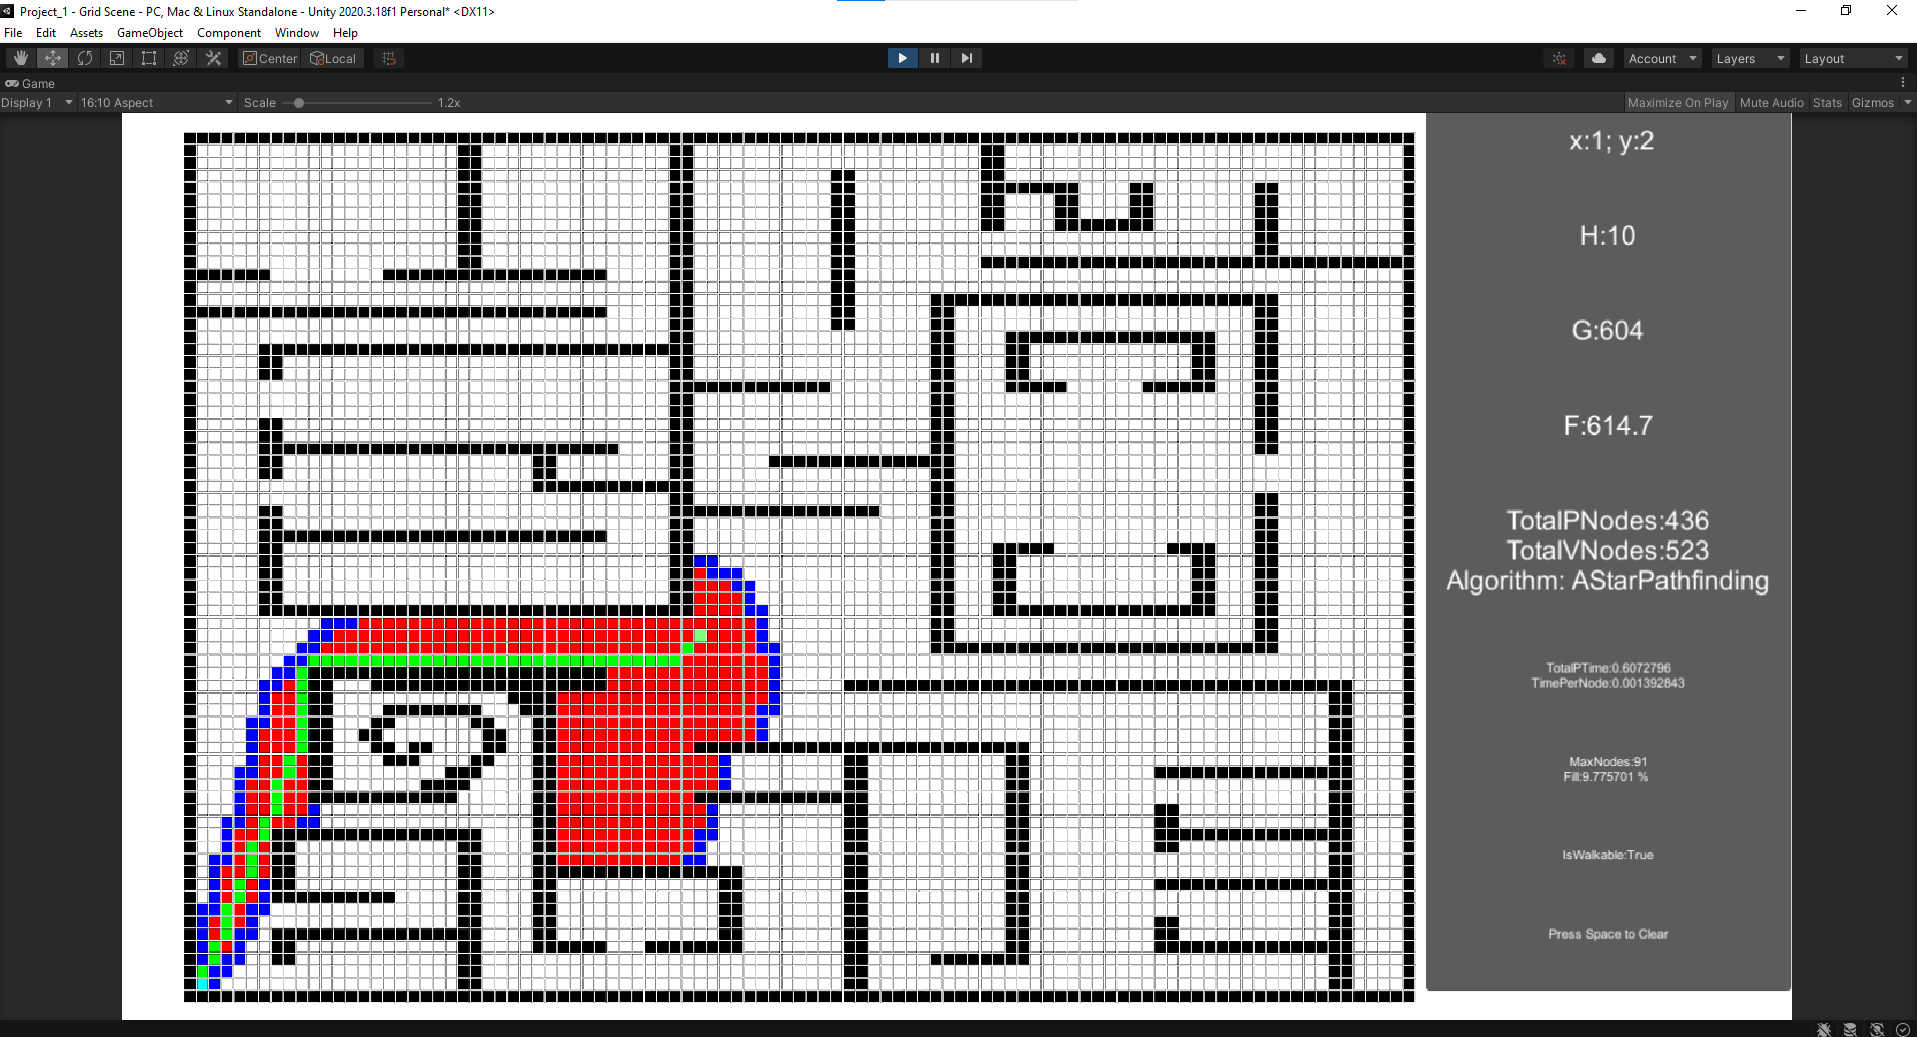 Project_1 - Grid Scene - PC, Mac & Linux Standalone - Unity 2020.3.18f1 Personal* <DX11>
File Edit Assets GameObject Component Window Help
Center Local Account Layers Layout
Game
Display 1 16:10 Aspect Scale 1.2x Maximize On Play Mute Audio Stats Gizmos
x:1; y:2
H:10
G:604
F:614.7
TotalPNodes:436
TotalVNodes:523
Algorithm: AStarPathfinding
TotalPTime:0.6072796
TimePerNode:0.001392843
MaxNodes:91
Fill:9.775701 %
IsWalkable:True
Press Space to Clear